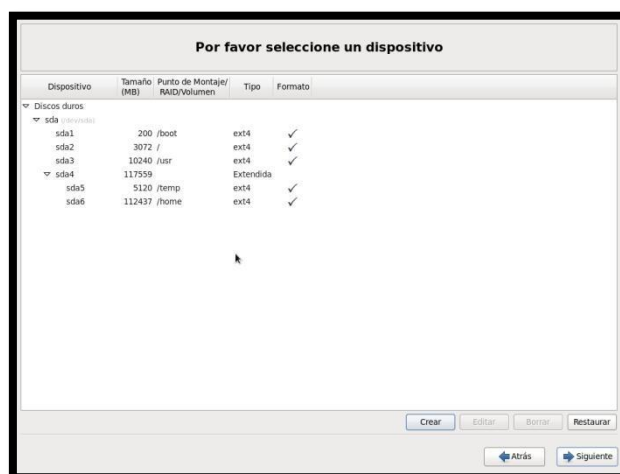 Por favor seleccione un dispositivo
Dispositivo Tamaño (MB) Punto de Montaje/ RAID/Volumen Tipo Formato
Discos duros
sda (/dev/sda)
sda1 200 /boot ext4
sda2 3072 / ext4
sda3 10240 /usr ext4
sda4 117559 Extendida
sda5 5120 /temp ext4
sda6 112437 /home ext4
Crear Editar Borrar Restaurar
Atrás Siguiente